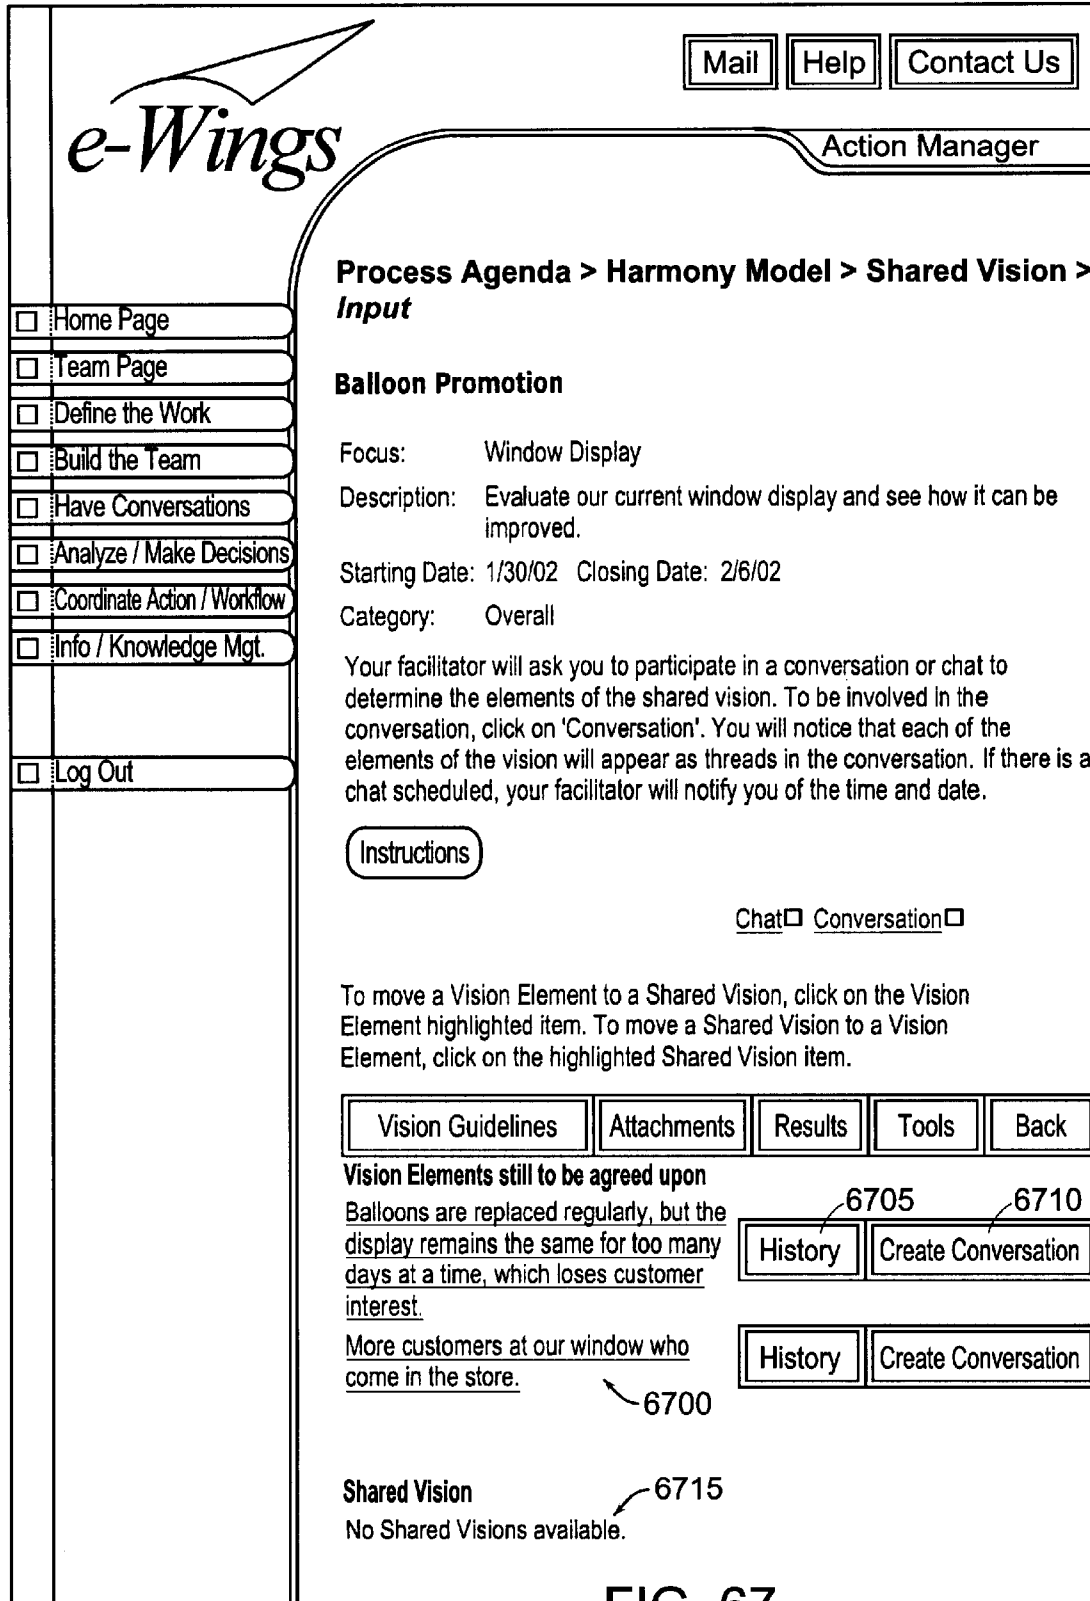 e-Wings
Mail Help Contact Us
Action Manager
Home Page
Team Page
Define the Work
Build the Team
Have Conversations
Analyze / Make Decisions
Coordinate Action / Workflow
Info / Knowledge Mgt.
Log Out
Process Agenda > Harmony Model > Shared Vision >
Input
Balloon Promotion
Focus: Window Display
Description: Evaluate our current window display and see how it can be
improved.
Starting Date: 1/30/02 Closing Date: 2/6/02
Category: Overall
Your facilitator will ask you to participate in a conversation or chat to
determine the elements of the shared vision. To be involved in the
conversation, click on 'Conversation'. You will notice that each of the
elements of the vision will appear as threads in the conversation. If there is a
chat scheduled, your facilitator will notify you of the time and date.
Instructions
Chat Conversation
To move a Vision Element to a Shared Vision, click on the Vision
Element highlighted item. To move a Shared Vision to a Vision
Element, click on the highlighted Shared Vision item.
Vision Guidelines Attachments Results Tools Back
Vision Elements still to be agreed upon
Balloons are replaced regularly, but the
display remains the same for too many
days at a time, which loses customer
interest.
6705 6710
History Create Conversation
More customers at our window who
come in the store.
History Create Conversation
6700
Shared Vision 6715
No Shared Visions available.
FIG. 67